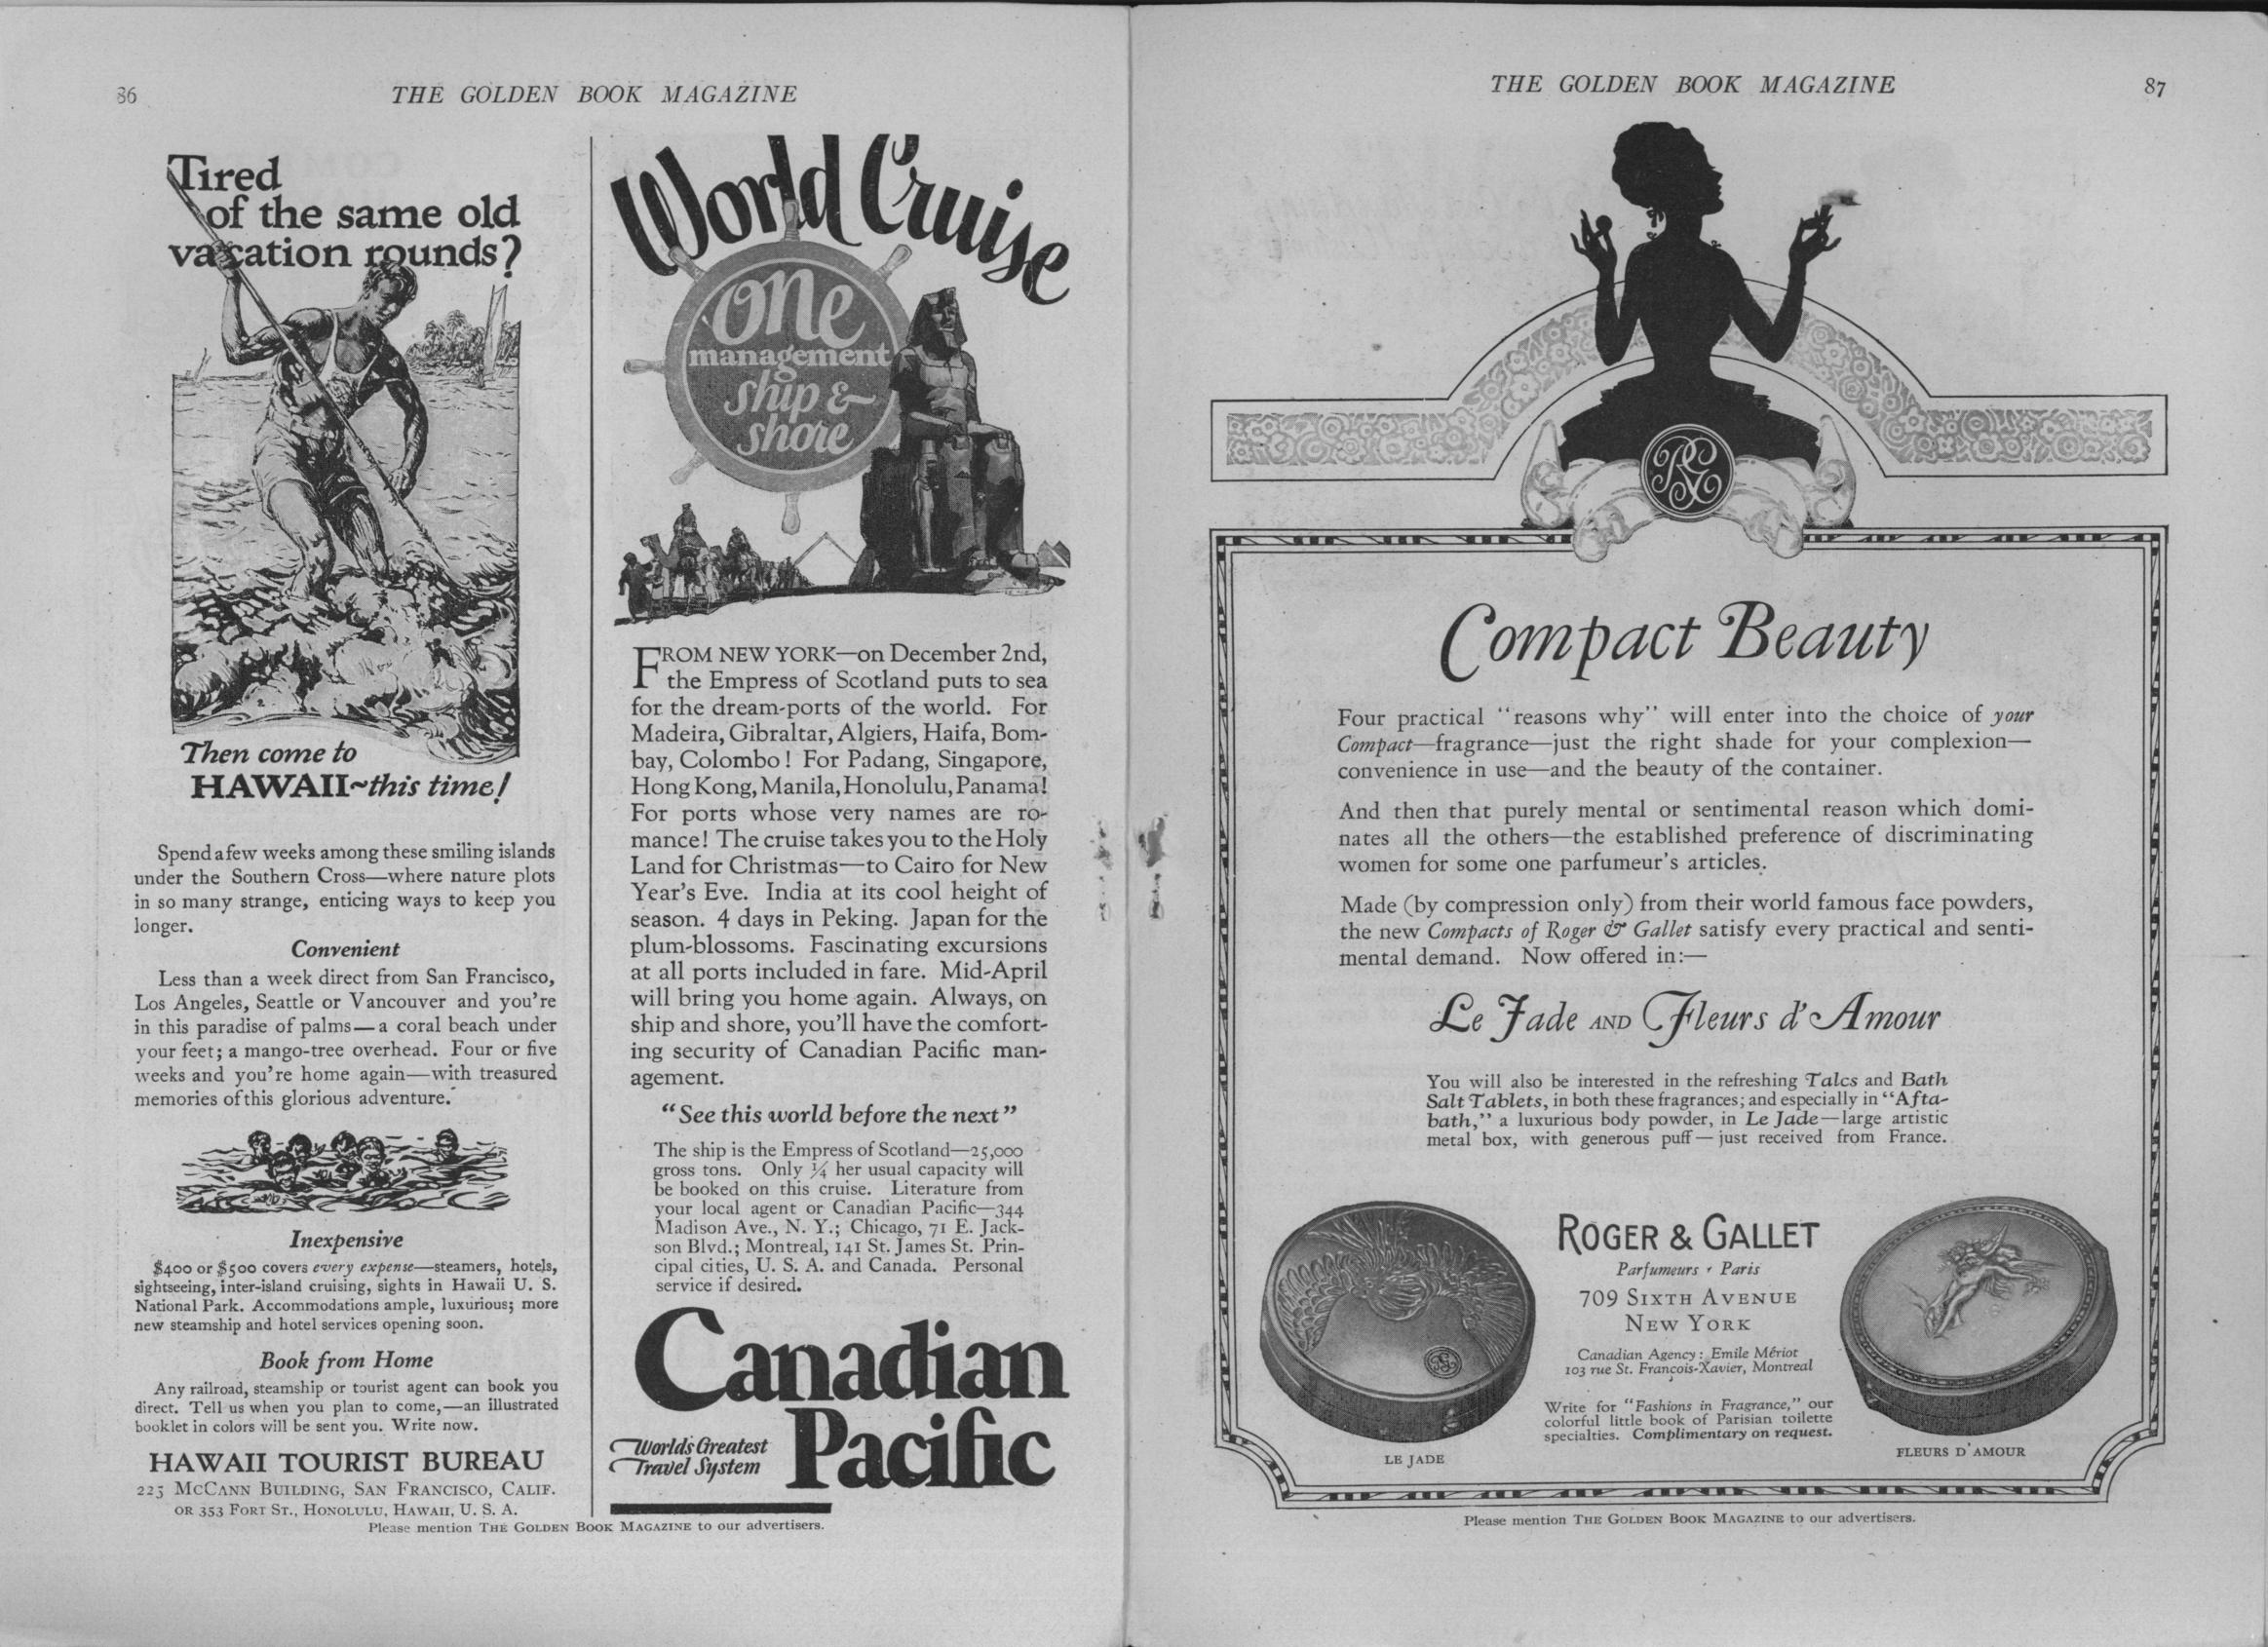 86
THE GOLDEN BOOK MAGAZINE
Tired
of the same old
vacation rounds?
Then come to
HAWAII~this time!
Spend a few weeks among these smiling islands
under the Southern Cross—where nature plots
in so many strange, enticing ways to keep you
longer.
Convenient
Less than a week direct from San Francisco,
Los Angeles, Seattle or Vancouver and you're
in this paradise of palms—a coral beach under
your feet; a mango-tree overhead. Four or five
weeks and you're home again—with treasured
memories of this glorious adventure.
Inexpensive
$400 or $500 covers every expense—steamers, hotels,
sightseeing, inter-island cruising, sights in Hawaii U. S.
National Park. Accommodations ample, luxurious; more
new steamship and hotel services opening soon.
Book from Home
Any railroad, steamship or tourist agent can book you
direct. Tell us when you plan to come,—an illustrated
booklet in colors will be sent you. Write now.
HAWAII TOURIST BUREAU
225 McCann Building, San Francisco, Calif.
or 353 Fort St., Honolulu, Hawaii, U. S. A.
World Cruise
One
management
ship &
shore
FROM NEW YORK—on December 2nd,
the Empress of Scotland puts to sea
for the dream-ports of the world. For
Madeira, Gibraltar, Algiers, Haifa, Bom-
bay, Colombo! For Padang, Singapore,
Hong Kong, Manila, Honolulu, Panama!
For ports whose very names are ro-
mance! The cruise takes you to the Holy
Land for Christmas—to Cairo for New
Year's Eve. India at its cool height of
season. 4 days in Peking. Japan for the
plum-blossoms. Fascinating excursions
at all ports included in fare. Mid-April
will bring you home again. Always, on
ship and shore, you'll have the comfort-
ing security of Canadian Pacific man-
agement.
"See this world before the next"
The ship is the Empress of Scotland—25,000
gross tons. Only ¼ her usual capacity will
be booked on this cruise. Literature from
your local agent or Canadian Pacific—344
Madison Ave., N. Y.; Chicago, 71 E. Jack-
son Blvd.; Montreal, 141 St. James St. Prin-
cipal cities, U. S. A. and Canada. Personal
service if desired.
Canadian
Pacific
World's Greatest
Travel System
Please mention The Golden Book Magazine to our advertisers.
THE GOLDEN BOOK MAGAZINE
87
RG
Compact Beauty
Four practical "reasons why" will enter into the choice of your
Compact—fragrance—just the right shade for your complexion—
convenience in use—and the beauty of the container.
And then that purely mental or sentimental reason which domi-
nates all the others—the established preference of discriminating
women for some one parfumeur's articles.
Made (by compression only) from their world famous face powders,
the new Compacts of Roger & Gallet satisfy every practical and senti-
mental demand. Now offered in:—
Le Jade AND Fleurs d'Amour
You will also be interested in the refreshing Talcs and Bath
Salt Tablets, in both these fragrances; and especially in "Afta-
bath," a luxurious body powder, in Le Jade—large artistic
metal box, with generous puff—just received from France.
ROGER & GALLET
Parfumeurs · Paris
709 Sixth Avenue
New York
Canadian Agency: Emile Mériot
103 rue St. François-Xavier, Montreal
Write for "Fashions in Fragrance," our
colorful little book of Parisian toilette
specialties. Complimentary on request.
LE JADE
FLEURS D'AMOUR
Please mention The Golden Book Magazine to our advertisers.